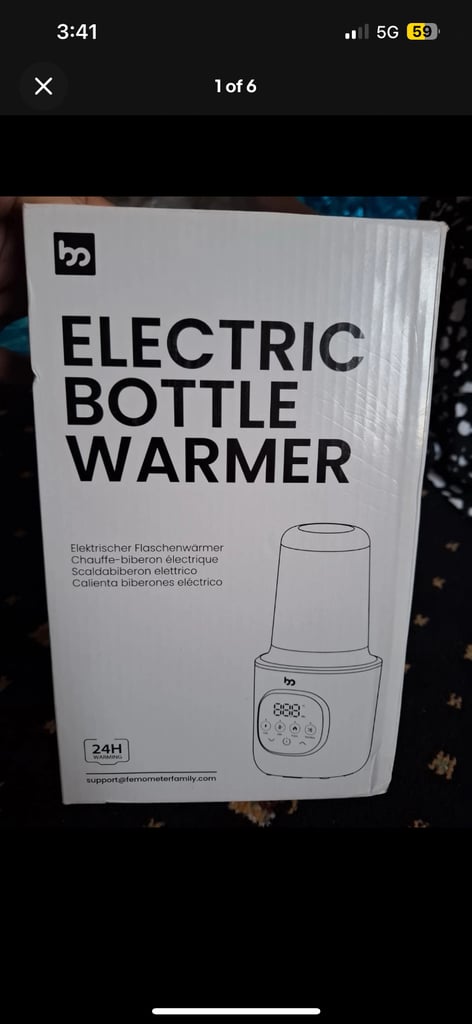 3:41
5G 59
1 of 6
ELECTRIC
BOTTLE
WARMER
Elektrischer Flaschenwärmer
Chauffe-biberon électrique
Scaldabiberon elettrico
Calienta biberones eléctrico
888
24H
WARMING
support@femometerfamily.com